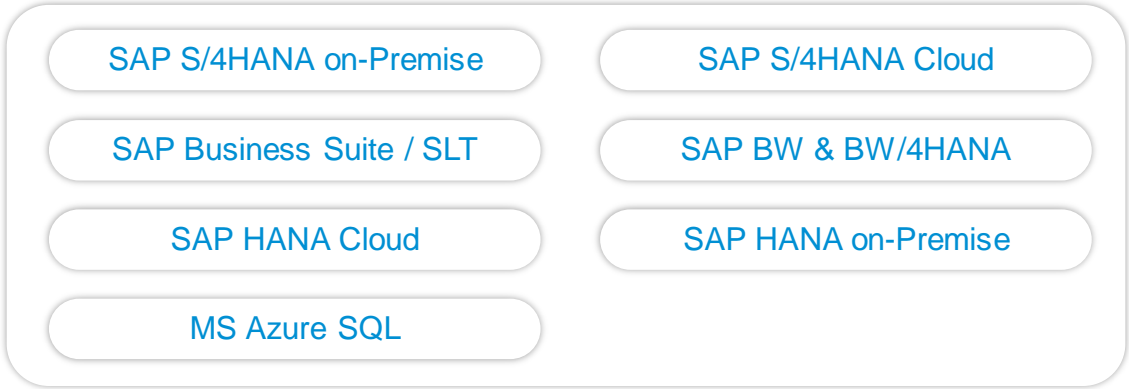 SAP S/4HANA on-Premise
SAP S/4HANA Cloud
SAP Business Suite / SLT
SAP BW & BW/4HANA
SAP HANA Cloud
SAP HANA on-Premise
MS Azure SQL